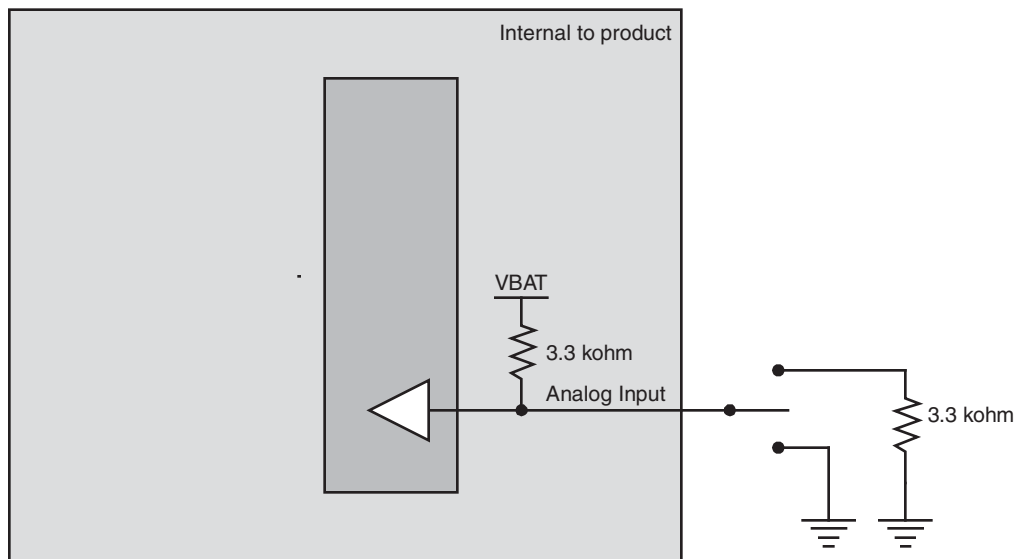 Internal to product
VBAT
3.3 kohm
Analog Input
3.3 kohm